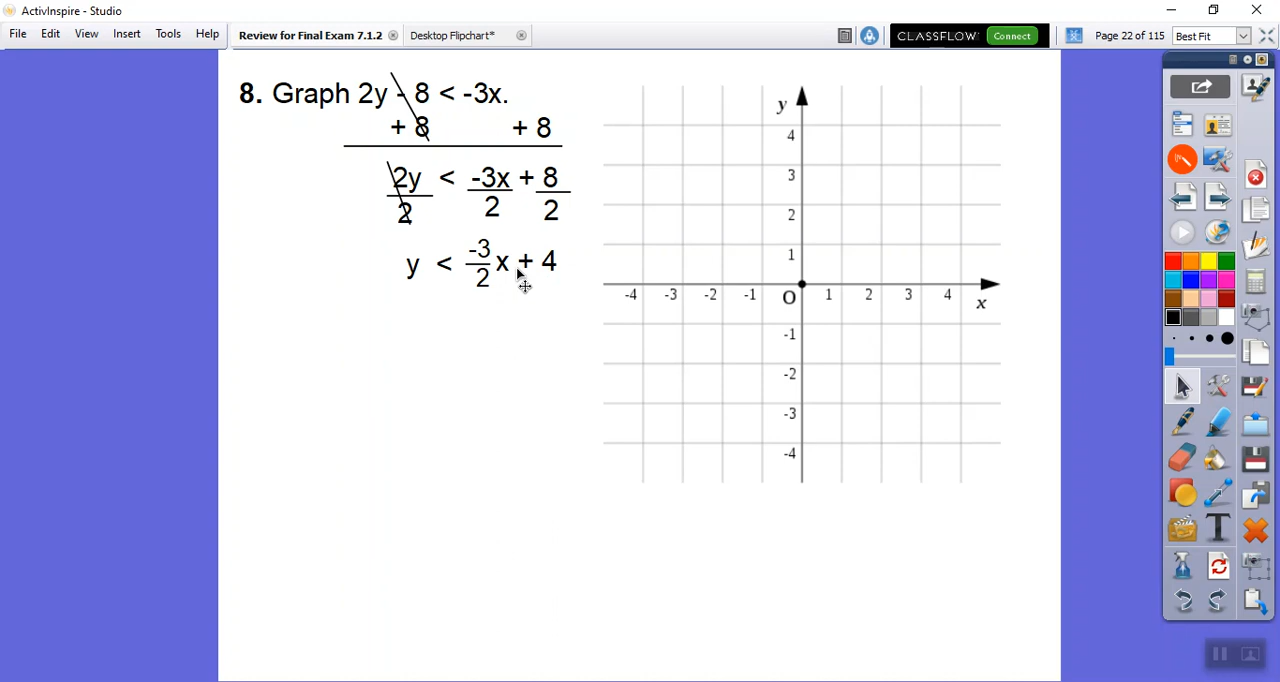 ActivInspire - Studio
File Edit View Insert Tools Help
Review for Final Exam 7.1.2
Desktop Flipchart*
CLASSFLOW
Connect
Page 22 of 115
Best Fit
8. Graph 2y - 8 < -3x.
+ 8 + 8
2y < -3x + 8
2 2 2
y < -3/2 x + 4
y
4
3
2
1
-4 -3 -2 -1 O 1 2 3 4
x
-1
-2
-3
-4